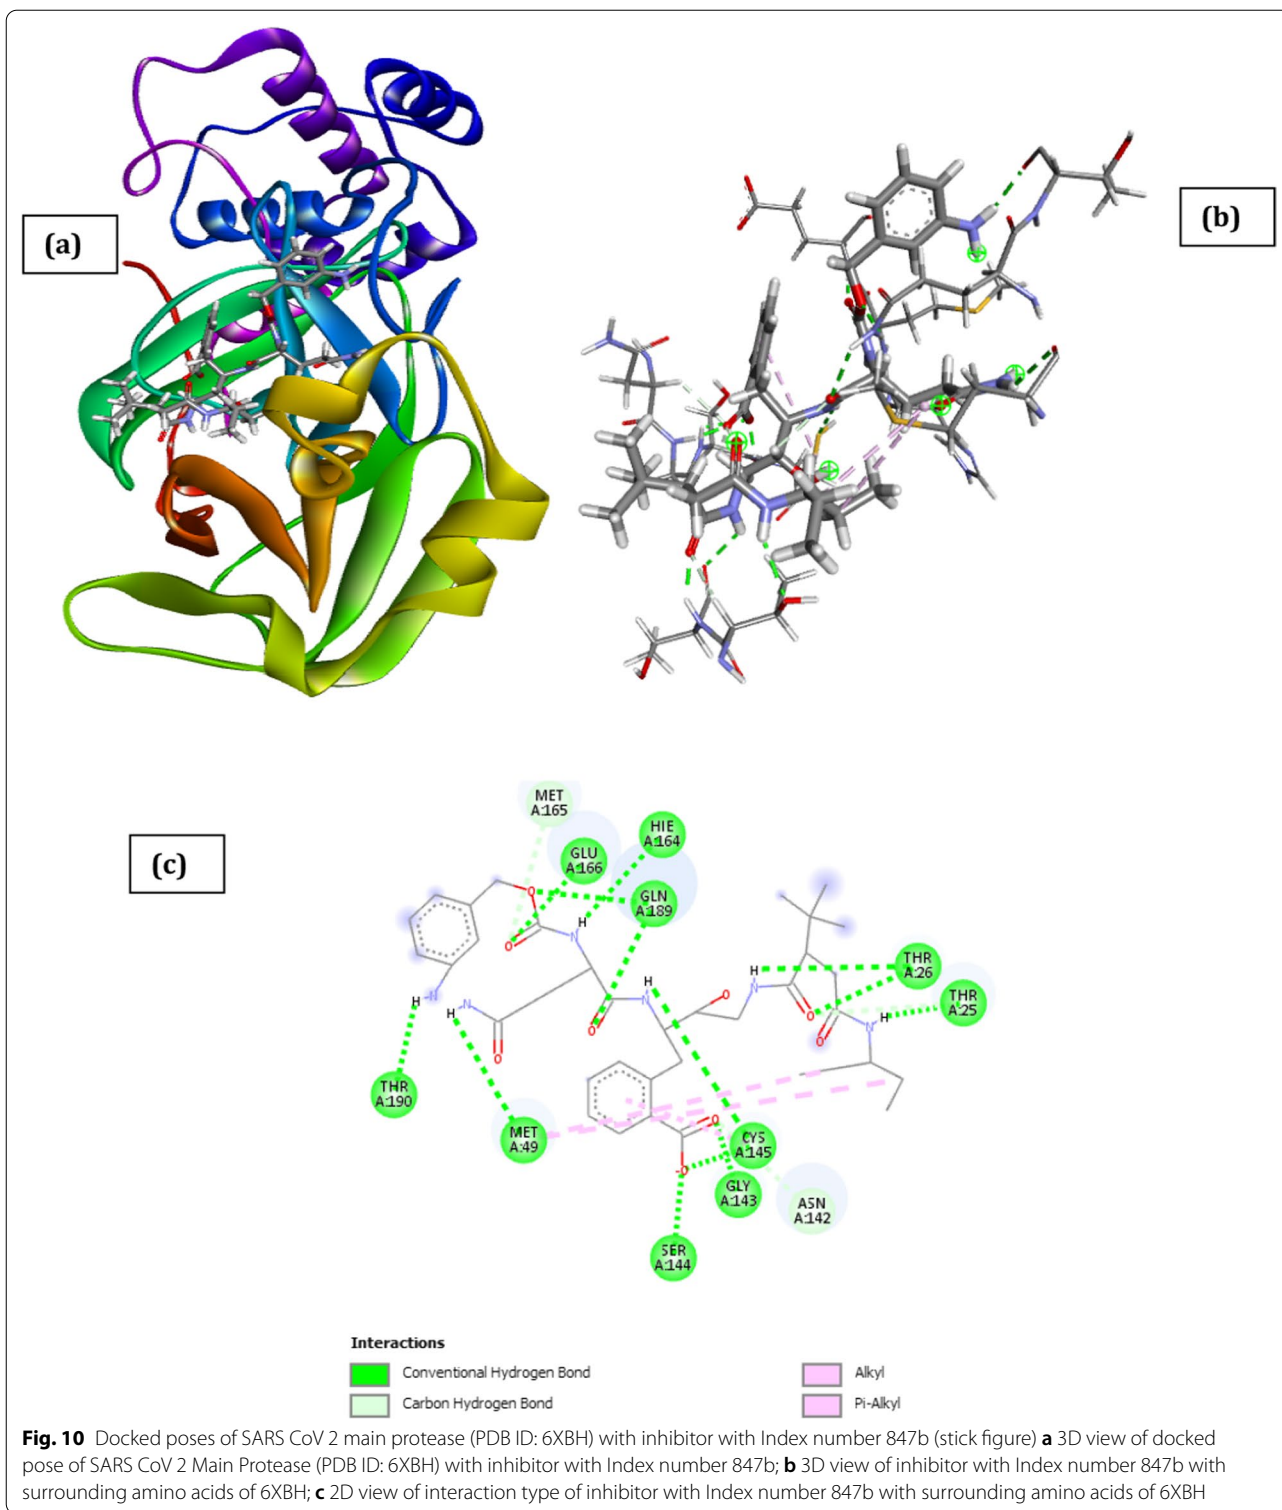 (a)
(b)
(c)
MET
A:165
HIE
A:164
GLU
A:166
GLN
A:189
H
O
O
N
H
THR
A:26
THR
A:25
H
N
H
N
H
N
O
N
O
O
O
N
H
O
O
THR
A:190
MET
A:49
O
CYS
A:145
-O
GLY
A:143
ASN
A:142
SER
A:144
Interactions
Conventional Hydrogen Bond
Carbon Hydrogen Bond
Alkyl
Pi-Alkyl
Fig. 10 Docked poses of SARS CoV 2 main protease (PDB ID: 6XBH) with inhibitor with Index number 847b (stick figure) a 3D view of docked
pose of SARS CoV 2 Main Protease (PDB ID: 6XBH) with inhibitor with Index number 847b; b 3D view of inhibitor with Index number 847b with
surrounding amino acids of 6XBH; c 2D view of interaction type of inhibitor with Index number 847b with surrounding amino acids of 6XBH